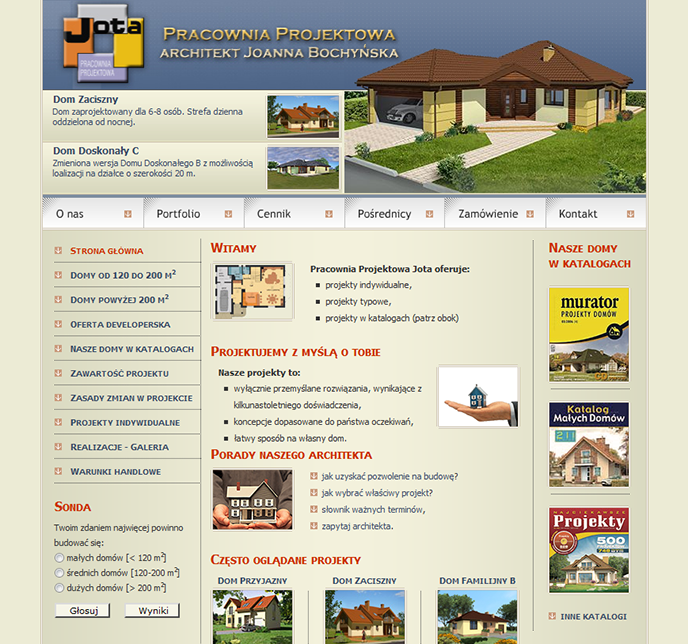 Jota
PRACOWNIA
PROJEKTOWA
PRACOWNIA PROJEKTOWA
ARCHITEKT JOANNA BOCHYŃSKA
Dom Zaciszny
Dom zaprojektowany dla 6-8 osób. Strefa dzienna
oddzielona od nocnej.
Dom Doskonały C
Zmieniona wersja Domu Doskonałego B z możliwością
loalizacji na działce o szerokości 20 m.
O nas
Portfolio
Cennik
Pośrednicy
Zamówienie
Kontakt
STRONA GŁÓWNA
DOMY OD 120 DO 200 M²
DOMY POWYŻEJ 200 M²
OFERTA DEVELOPERSKA
NASZE DOMY W KATALOGACH
ZAWARTOŚĆ PROJEKTU
ZASADY ZMIAN W PROJEKCIE
PROJEKTY INDYWIDUALNE
REALIZACJE - GALERIA
WARUNKI HANDLOWE
SONDA
Twoim zdaniem najwięcej powinno
budować się:
małych domów [< 120 m²]
średnich domów [120-200 m²]
dużych domów [> 200 m²]
Głosuj
Wyniki
WITAMY
Pracownia Projektowa Jota oferuje:
projekty indywidualne,
projekty typowe,
projekty w katalogach (patrz obok)
PROJEKTUJEMY Z MYŚLĄ O TOBIE
Nasze projekty to:
wyłącznie przemyślane rozwiązania, wynikające z
kilkunastoletniego doświadczenia,
koncepcje dopasowane do państwa oczekiwań,
łatwy sposób na własny dom.
PORADY NASZEGO ARCHITEKTA
jak uzyskać pozwolenie na budowę?
jak wybrać właściwy projekt?
słownik ważnych terminów,
zapytaj architekta.
CZĘSTO OGLĄDANE PROJEKTY
DOM PRZYJAZNY
DOM ZACISZNY
DOM FAMILIJNY B
NASZE DOMY
W KATALOGACH
murator
PROJEKTY DOMÓW
Katalog
Małych Domów
211
NAJCIEKAWSZE
Projekty
500
INNE KATALOGI